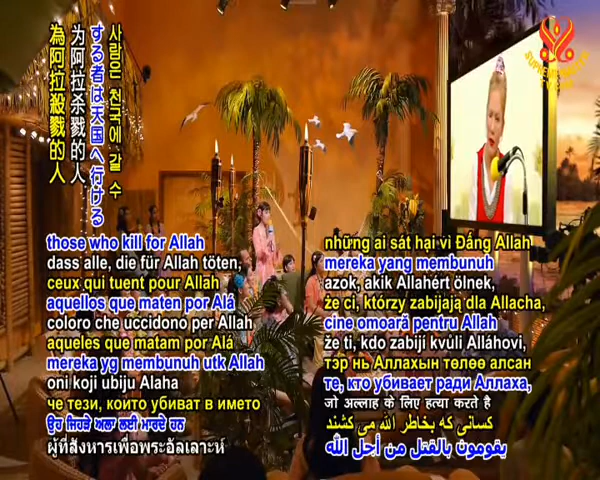 사람은 천국에 갈 수
する者は天国へ行ける
为阿拉杀戮的人
為阿拉殺戮的人
those who kill for Allah
dass alle, die für Allah töten,
ceux qui tuent pour Allah
aquellos que maten por Alá
coloro che uccidono per Allah
aqueles que matam por Alá
mereka yg membunuh utk Allah
oni koji ubiju Alaha
че тези, които убиват в името
ਉਹ ਜਿਹੜੇ ਅਲਾ ਲਈ ਮਾਰਦੇ ਹਨ
ผู้ที่สังหารเพื่อพระอัลเลาะห์
những ai sát hại vì Đấng Allah
mereka yang membunuh
azok, akik Allahért ölnek,
że ci, którzy zabijają dla Allacha,
cine omoară pentru Allah
že ti, kdo zabijí kvůli Alláhovi,
тэр нь Аллахын төлөө алсан
те, кто убивает ради Аллаха,
जो अल्लाह के लिए हत्या करते है
کسانی که بخاطر الله می کشند
يقومون بالقتل من أجل الله